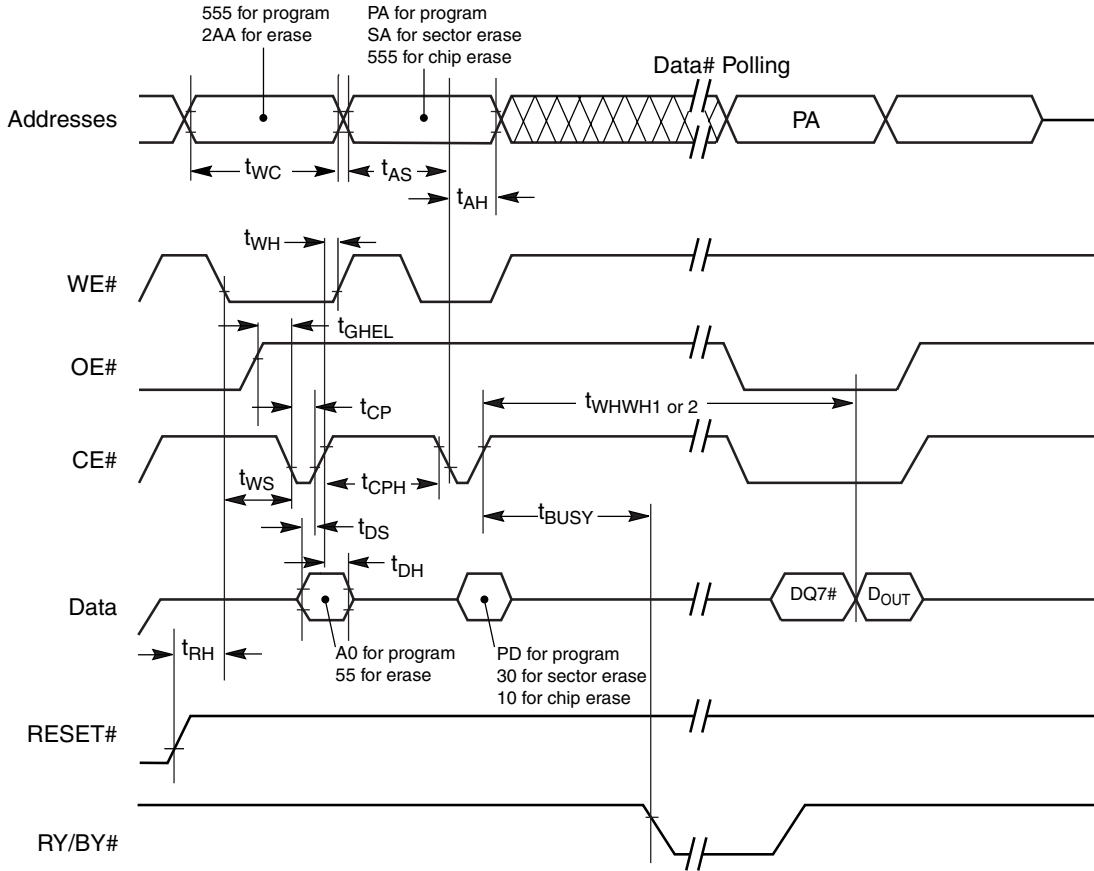 555 for program
2AA for erase
PA for program
SA for sector erase
555 for chip erase
Data# Polling
Addresses
PA
tWC
tAS
tAH
tWH
WE#
tGHEL
OE#
tWHWH1 or 2
tCP
CE#
tWS
tCPH
tBUSY
tDS
tDH
Data
DQ7#
DOUT
tRH
A0 for program
55 for erase
PD for program
30 for sector erase
10 for chip erase
RESET#
RY/BY#